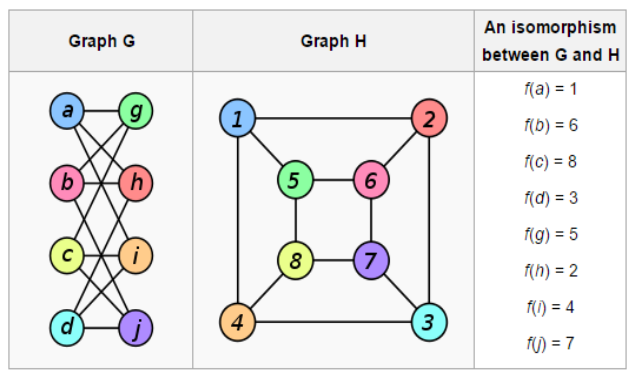 Graph G
Graph H
An isomorphism
between G and H
a
g
b
h
c
i
d
j
1
2
5
6
8
7
4
3
f(a) = 1
f(b) = 6
f(c) = 8
f(d) = 3
f(g) = 5
f(h) = 2
f(i) = 4
f(j) = 7